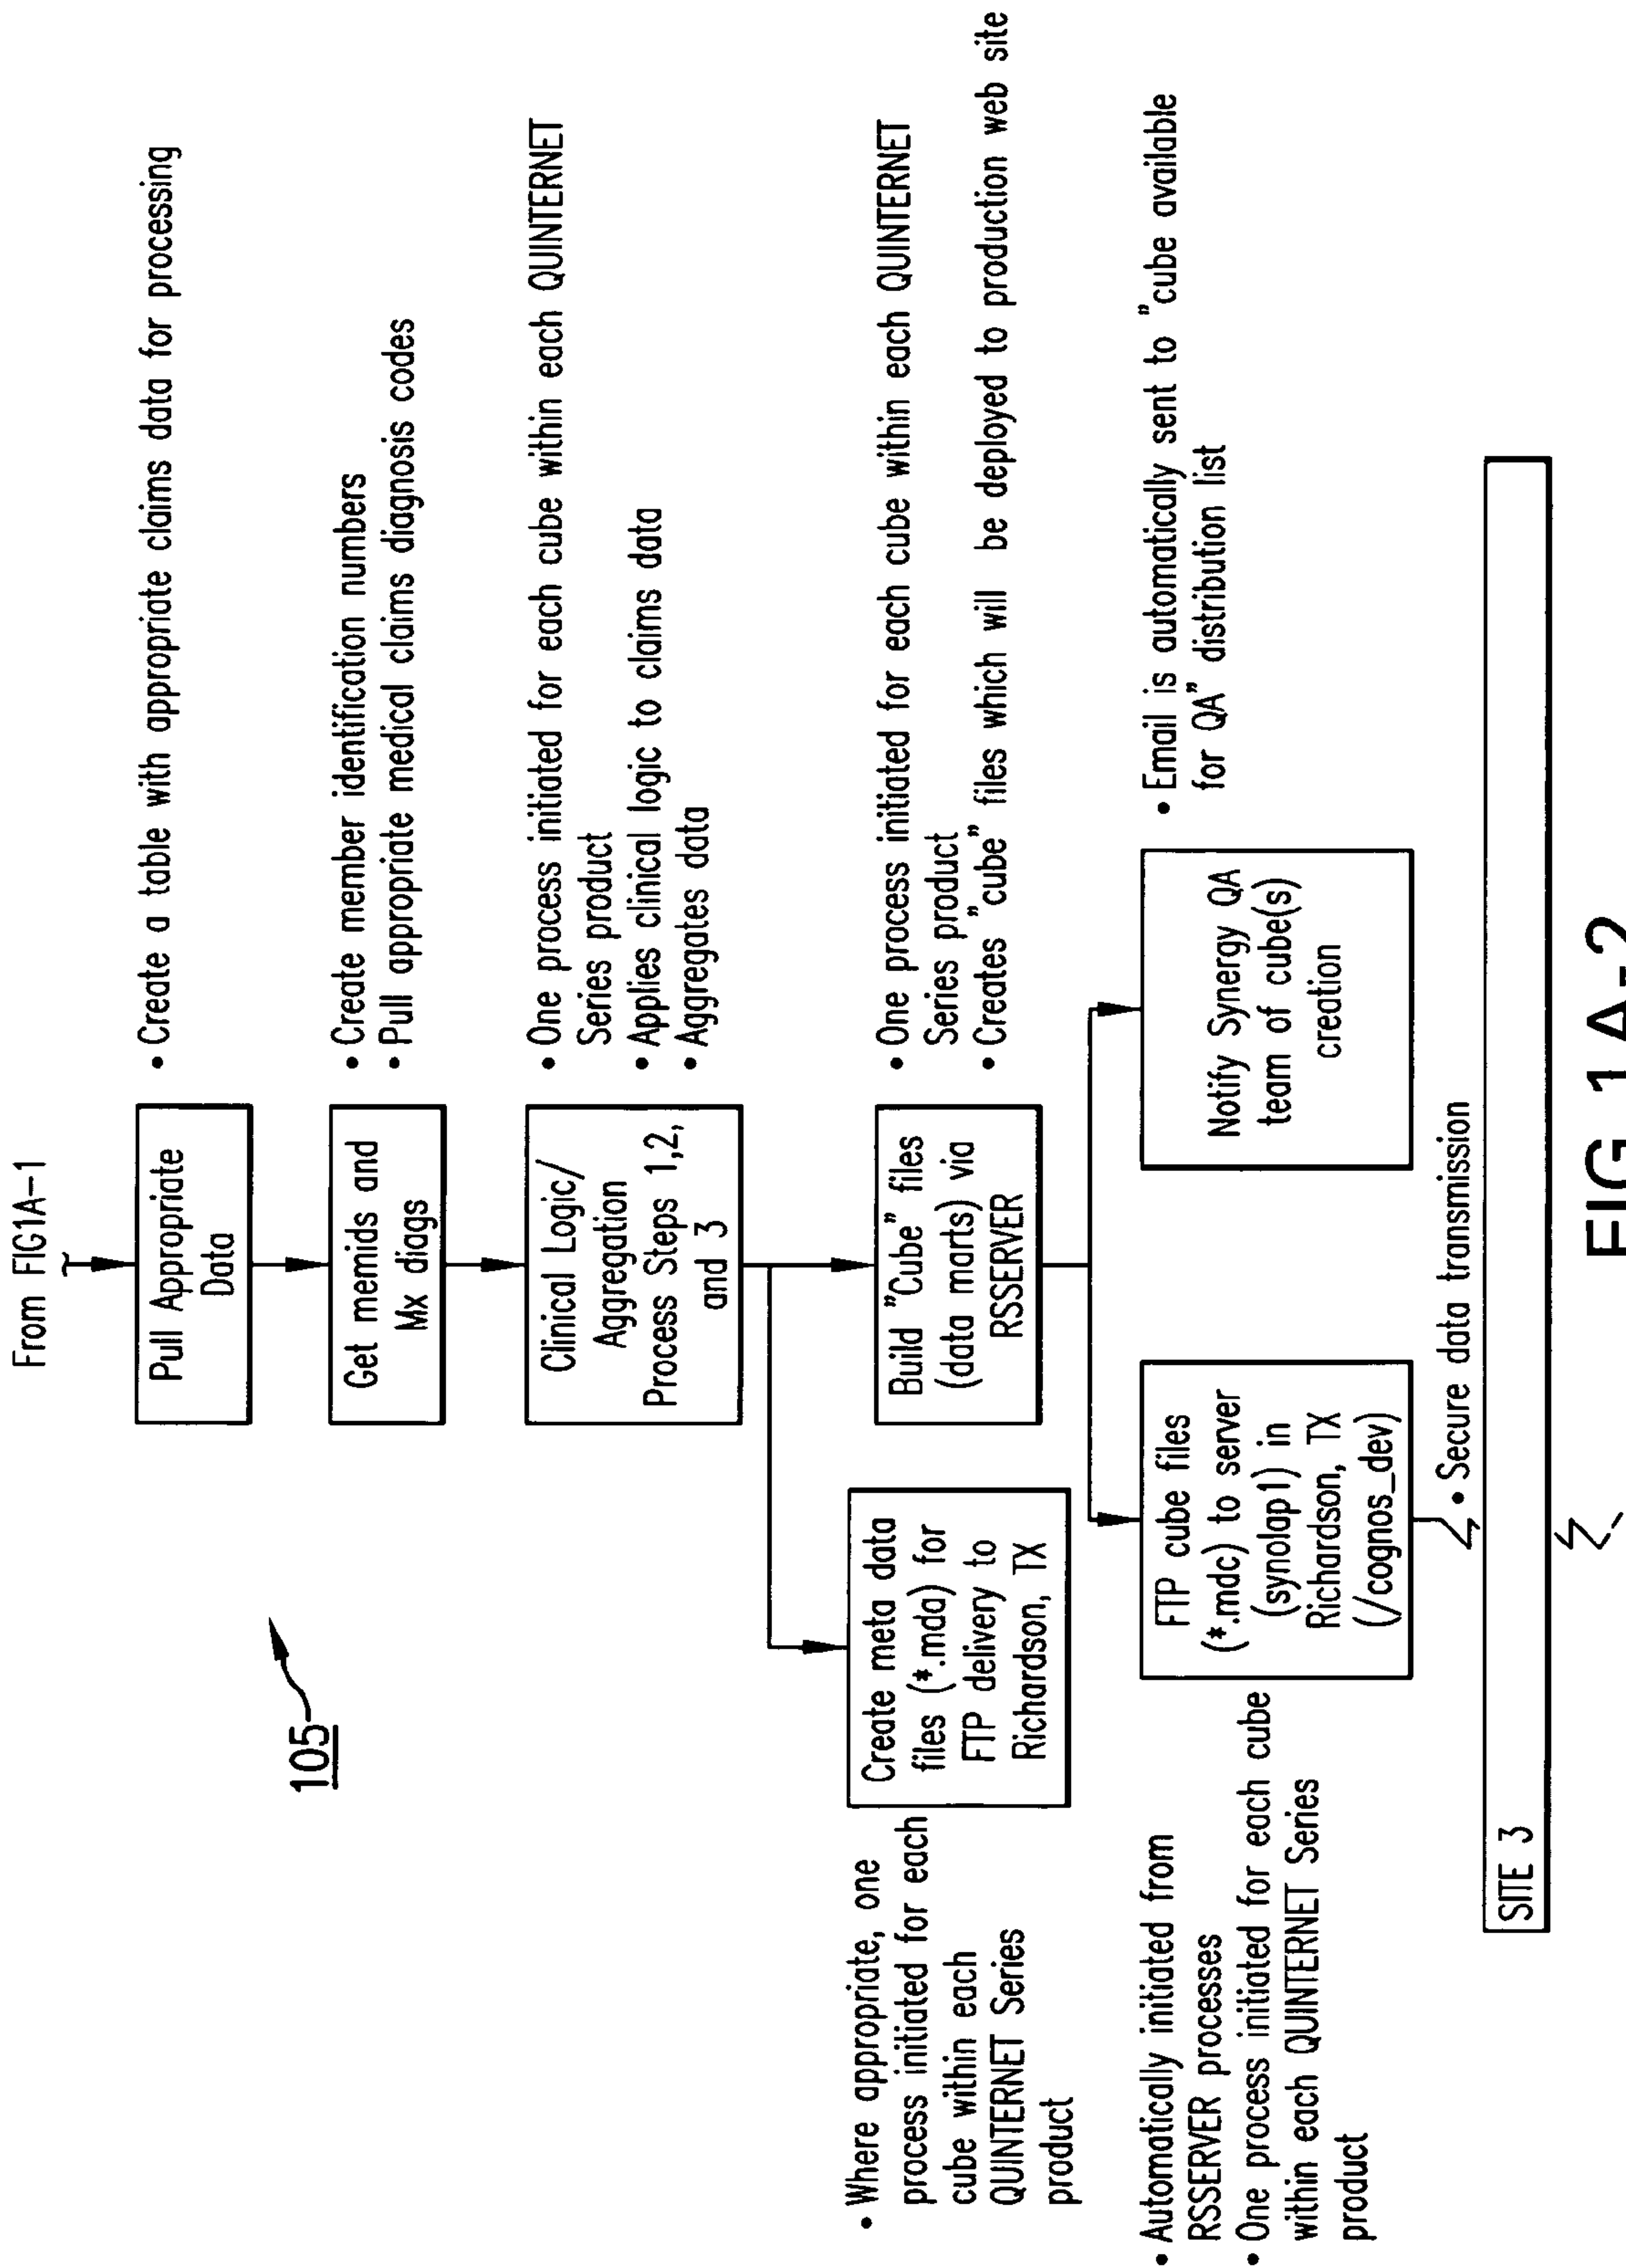 From FIG1A-1
105
Pull Appropriate
Data
• Create a table with appropriate claims data for processing
Get memids and
Mx diags
• Create member identification numbers
• Pull appropriate medical claims diagnosis codes
Clinical Logic/
Aggregation
Process Steps 1,2,
and 3
• One process initiated for each cube within each QUINTERNET
Series product
• Applies clinical logic to claims data
• Aggregates data
• Where appropriate, one
process initiated for each
cube within each
QUINTERNET Series
product
Create meta data
files (*.mda) for
FTP delivery to
Richardson, TX
Build "Cube" files
(data marts) via
RSSERVER
• One process initiated for each cube within each QUINTERNET
Series product
• Creates "cube" files which will be deployed to production web site
• Automatically initiated from
RSSERVER processes
• One process initiated for each cube
within each QUINTERNET Series
product
FTP cube files
(*.mdc) to server
(synolap1) in
Richardson, TX
(/cognos_dev)
Notify Synergy QA
team of cube(s)
creation
• Email is automatically sent to "cube available
for QA" distribution list
• Secure data transmission
SITE 3
FIG.1A-2